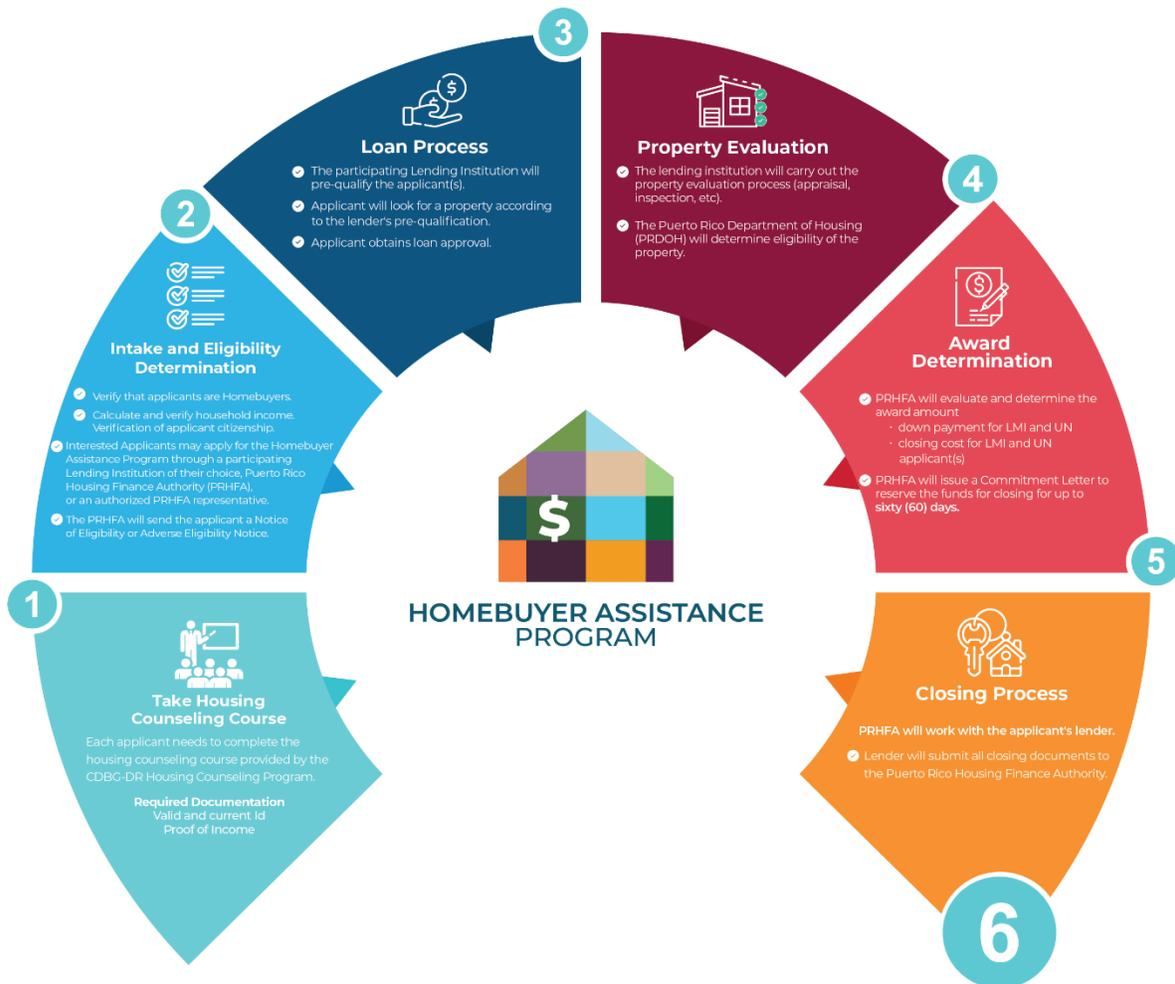 1
Take Housing
Counseling Course
Each applicant needs to complete the
housing counseling course provided by the
CDBG-DR Housing Counseling Program.
Required Documentation
Valid and current Id
Proof of Income
2
Intake and Eligibility
Determination
Verify that applicants are Homebuyers.
Calculate and verify household income.
Verification of applicant citizenship.
Interested Applicants may apply for the Homebuyer
Assistance Program through a participating
Lending Institution of their choice, Puerto Rico
Housing Finance Authority (PRHFA),
or an authorized PRHFA representative.
The PRHFA will send the applicant a Notice
of Eligibility or Adverse Eligibility Notice.
3
Loan Process
The participating Lending Institution will
pre-qualify the applicant(s).
Applicant will look for a property according
to the lender's pre-qualification.
Applicant obtains loan approval.
4
Property Evaluation
The lending institution will carry out the
property evaluation process (appraisal,
inspection, etc).
The Puerto Rico Department of Housing
(PRDOH) will determine eligibility of the
property.
5
Award
Determination
PRHFA will evaluate and determine the
award amount
· down payment for LMI and UN
· closing cost for LMI and UN
applicant(s)
PRHFA will issue a Commitment Letter to
reserve the funds for closing for up to
sixty (60) days.
6
Closing Process
PRHFA will work with the applicant's lender.
Lender will submit all closing documents to
the Puerto Rico Housing Finance Authority.
$
HOMEBUYER ASSISTANCE
PROGRAM